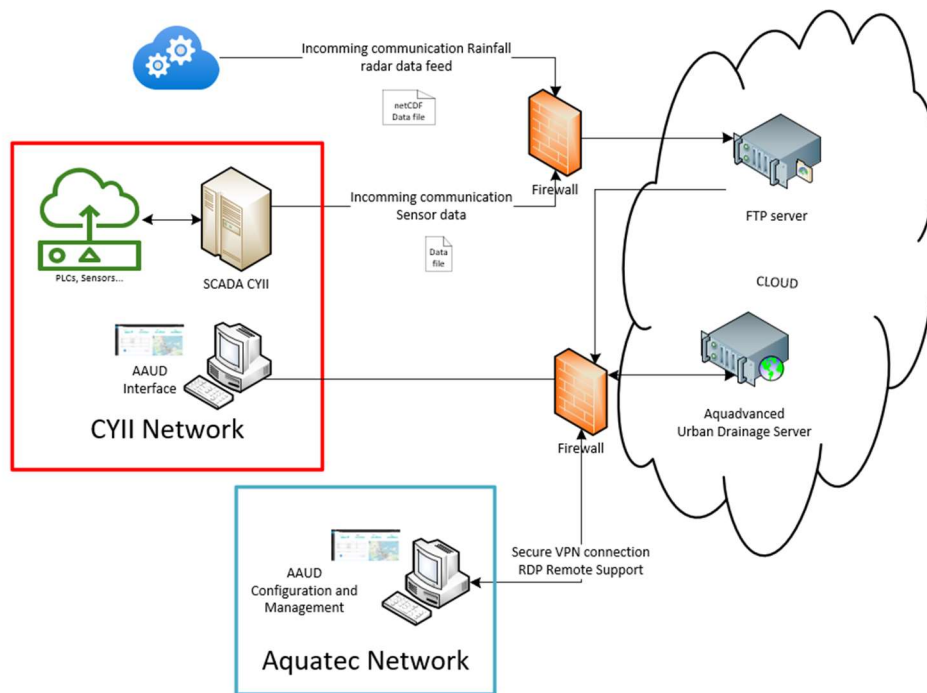 Incomming communication Rainfall
radar data feed
netCDF
Data file
Firewall
FTP server
Incomming communication
Sensor data
Data
file
PLCs, Sensors...
SCADA CYII
CLOUD
AAUD
Interface
CYII Network
Firewall
Aquadvanced
Urban Drainage Server
Secure VPN connection
RDP Remote Support
AAUD
Configuration and
Management
Aquatec Network